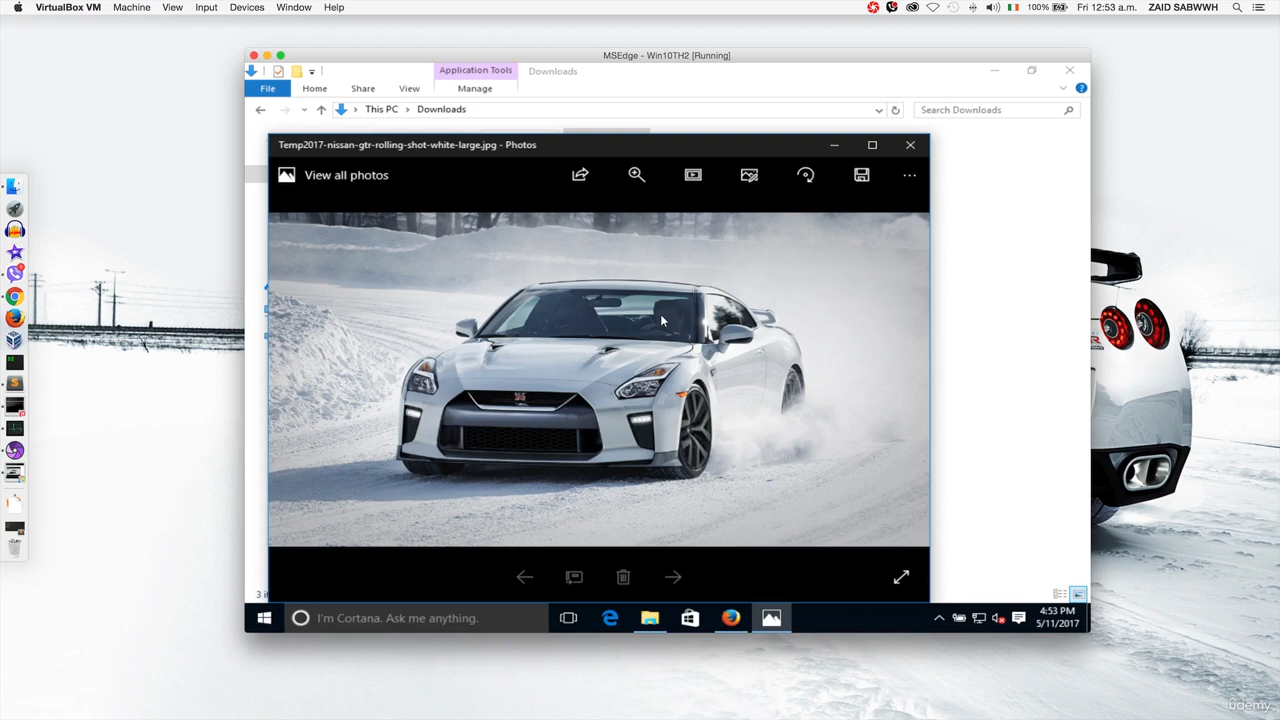 VirtualBox VM Machine View Input Devices Window Help 100% Fri 12:53 a.m. ZAID SABWWH
MSEdge - Win10TH2 [Running]
Application Tools Downloads
File Home Share View Manage
This PC > Downloads Search Downloads
Temp2017-nissan-gtr-rolling-shot-white-large.jpg - Photos
View all photos
3
I'm Cortana. Ask me anything.
4:53 PM
5/11/2017
udemy